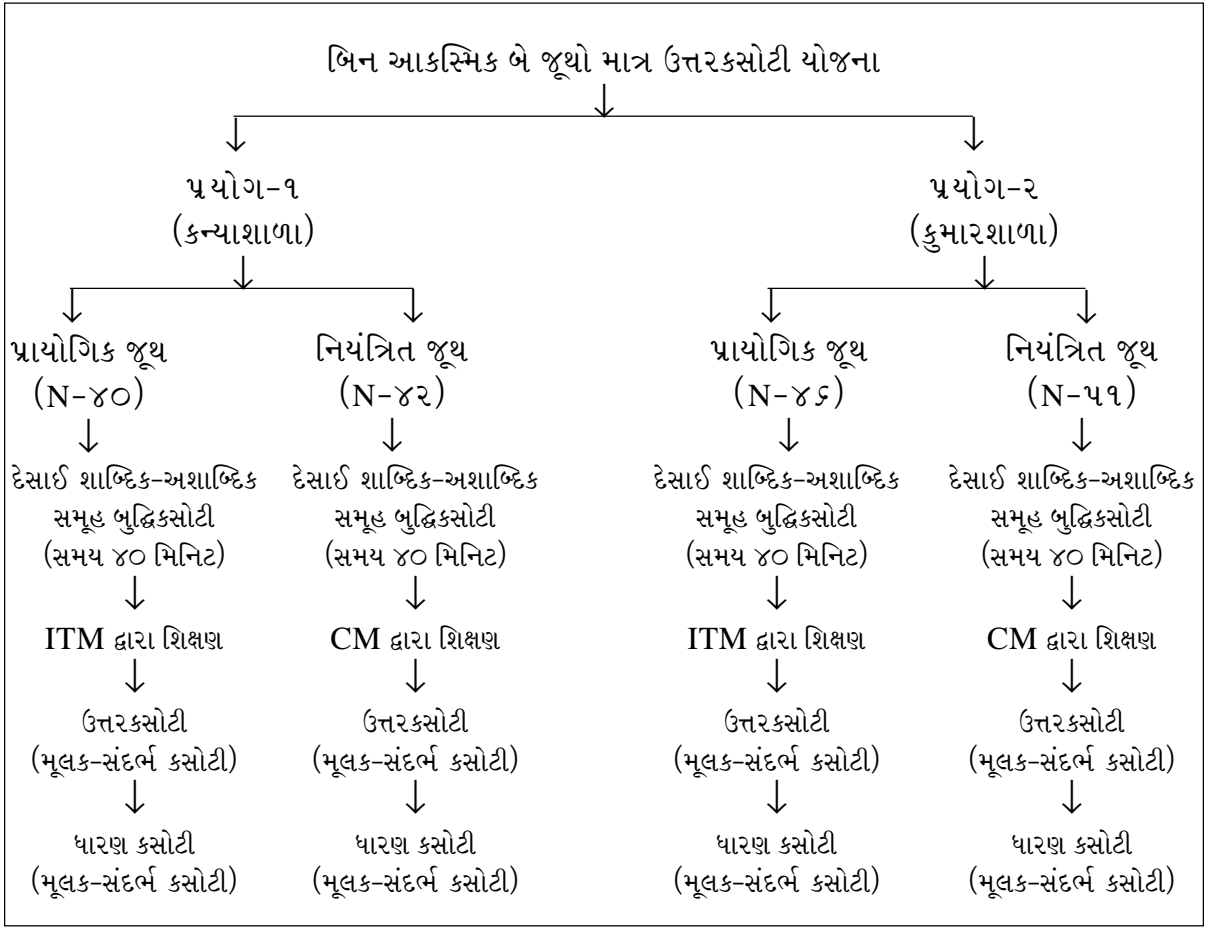 બિન આકસ્મિક બે જૂથો માત્ર ઉત્તરકસોટી યોજના
પ્રયોગ-૧
(કન્યાશાળા)
પ્રયોગ-૨
(કુમારશાળા)
પ્રાયોગિક જૂથ
(N-૪૦)
નિયંત્રિત જૂથ
(N-૪૨)
પ્રાયોગિક જૂથ
(N-૪૬)
નિયંત્રિત જૂથ
(N-૫૧)
દેસાઈ શાબ્દિક-અશાબ્દિક
સમૂહ બુદ્ધિકસોટી
(સમય ૪૦ મિનિટ)
દેસાઈ શાબ્દિક-અશાબ્દિક
સમૂહ બુદ્ધિકસોટી
(સમય ૪૦ મિનિટ)
દેસાઈ શાબ્દિક-અશાબ્દિક
સમૂહ બુદ્ધિકસોટી
(સમય ૪૦ મિનિટ)
દેસાઈ શાબ્દિક-અશાબ્દિક
સમૂહ બુદ્ધિકસોટી
(સમય ૪૦ મિનિટ)
ITM દ્વારા શિક્ષણ
CM દ્વારા શિક્ષણ
ITM દ્વારા શિક્ષણ
CM દ્વારા શિક્ષણ
ઉત્તરકસોટી
(મૂલક-સંદર્ભ કસોટી)
ઉત્તરકસોટી
(મૂલક-સંદર્ભ કસોટી)
ઉત્તરકસોટી
(મૂલક-સંદર્ભ કસોટી)
ઉત્તરકસોટી
(મૂલક-સંદર્ભ કસોટી)
ધારણ કસોટી
(મૂલક-સંદર્ભ કસોટી)
ધારણ કસોટી
(મૂલક-સંદર્ભ કસોટી)
ધારણ કસોટી
(મૂલક-સંદર્ભ કસોટી)
ધારણ કસોટી
(મૂલક-સંદર્ભ કસોટી)